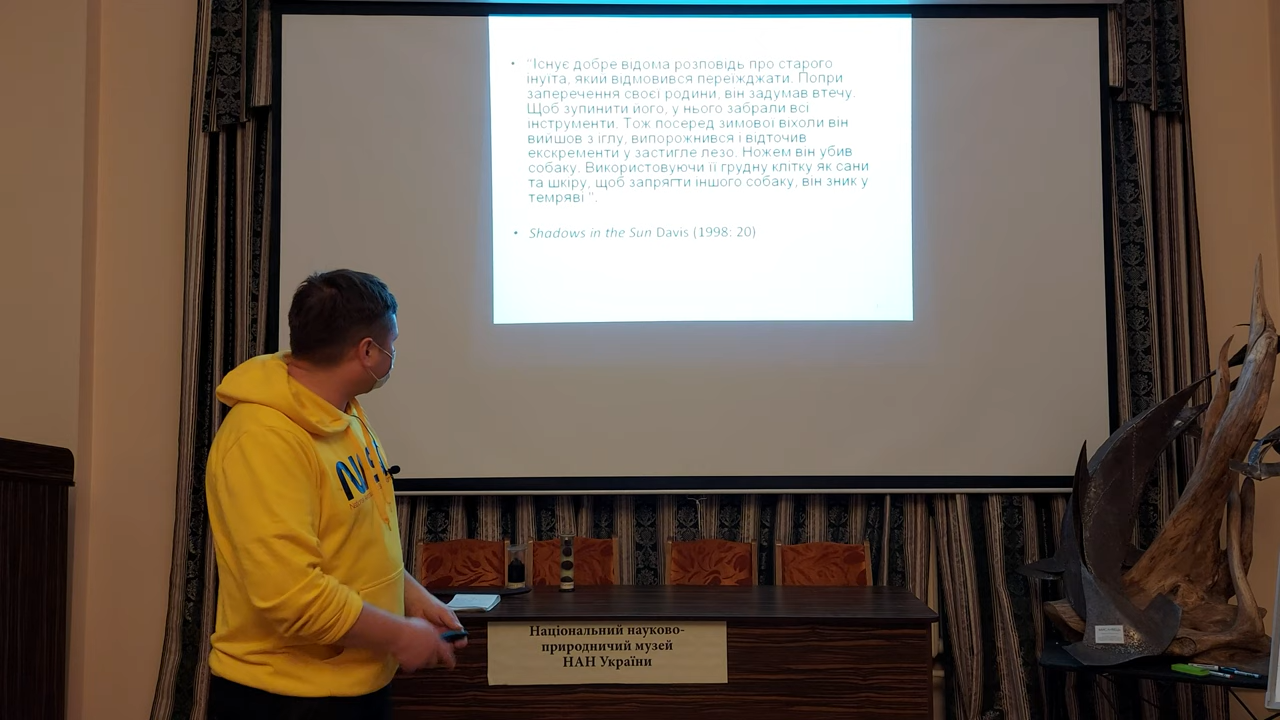 • "Існує добре відома розповідь про старого
інуїта, який відмовився переїжджати. Попри
заперечення своєї родини, він задумав втечу.
Щоб зупинити його, у нього забрали всі
інструменти. Тож посеред зимової віхоли він
вийшов з іглу, випорожнився і відточив
екскременти у застигле лезо. Ножем він убив
собаку. Використовуючи її грудну клітку як сани
та шкіру, щоб запрягти іншого собаку, він зник у
темряві ".
• Shadows in the Sun Davis (1998: 20)
Національний науково-
природничий музей
НАН України